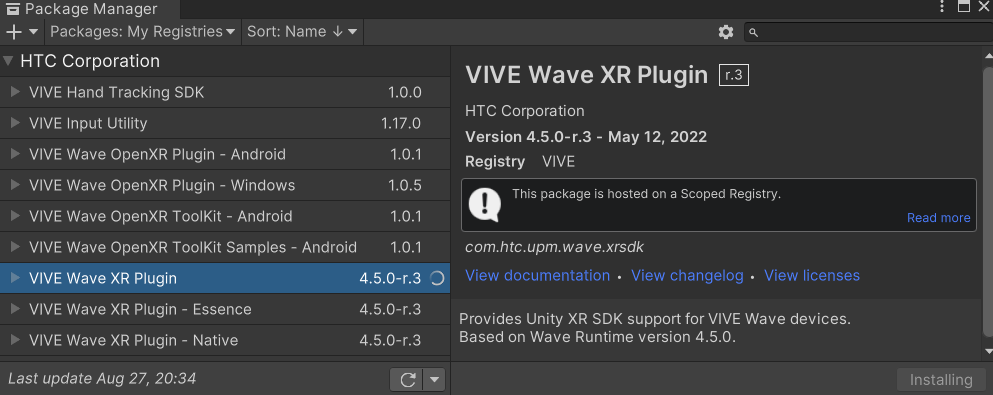 Package Manager
Packages: My Registries
Sort: Name ↓
HTC Corporation
VIVE Hand Tracking SDK 1.0.0
VIVE Input Utility 1.17.0
VIVE Wave OpenXR Plugin - Android 1.0.1
VIVE Wave OpenXR Plugin - Windows 1.0.5
VIVE Wave OpenXR ToolKit - Android 1.0.1
VIVE Wave OpenXR ToolKit Samples - Android 1.0.1
VIVE Wave XR Plugin 4.5.0-r.3
VIVE Wave XR Plugin - Essence 4.5.0-r.3
VIVE Wave XR Plugin - Native 4.5.0-r.3
Last update Aug 27, 20:34
VIVE Wave XR Plugin r.3
HTC Corporation
Version 4.5.0-r.3 - May 12, 2022
Registry VIVE
This package is hosted on a Scoped Registry.
Read more
com.htc.upm.wave.xrsdk
View documentation • View changelog • View licenses
Provides Unity XR SDK support for VIVE Wave devices.
Based on Wave Runtime version 4.5.0.
Installing